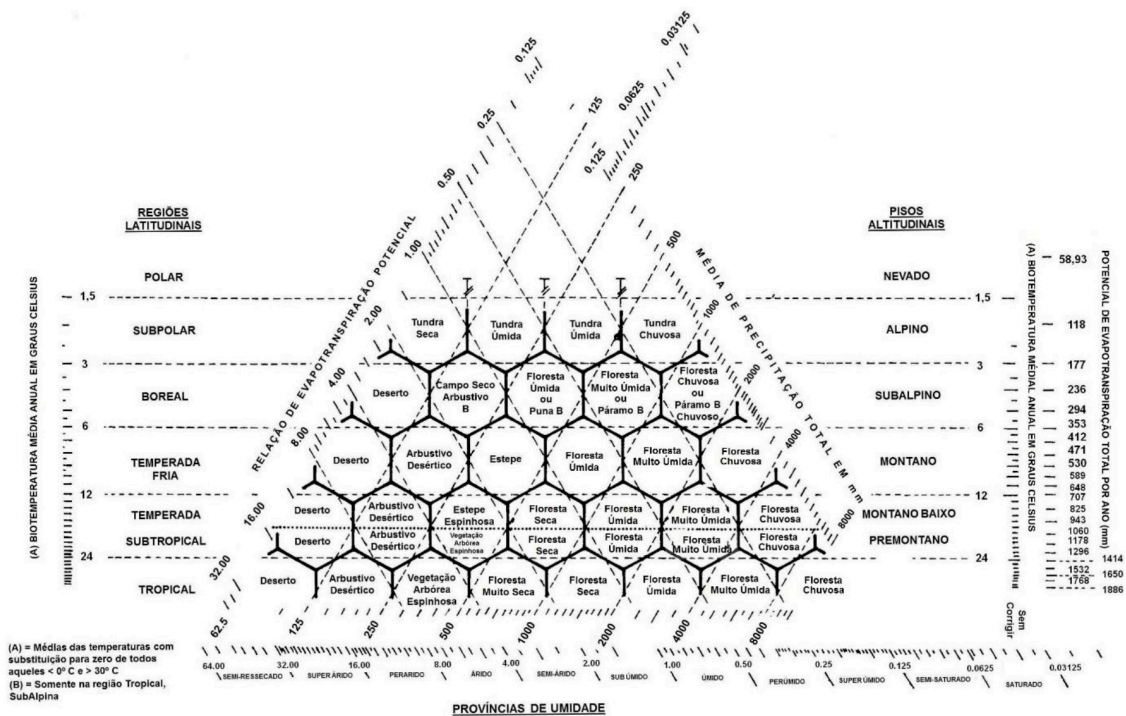 0.125
0.03125
0.25
125
0.0625
0.50
0.125
250
REGIÕES
LATITUDINAIS
PISOS
ALTITUDINAIS
1.00
500
RELAÇÃO DE EVAPOTRANSPIRAÇÃO POTENCIAL
MÉDIA DE PRECIPITAÇÃO TOTAL EM mm
(A) BIOTEMPERATURA MÉDIA ANUAL EM GRAUS CELSIUS
(A) BIOTEMPERATURA MÉDIAL ANUAL EM GRAUS CELSIUS
POTENCIAL DE EVAPOTRANSPIRAÇÃO TOTAL POR ANO (mm)
58,93
POLAR
NEVADO
1,5
1,5
2.00
1000
118
SUBPOLAR
Tundra
Seca
Tundra
Úmida
Tundra
Úmida
Tundra
Chuvosa
ALPINO
3
3
177
4.00
2000
236
BOREAL
Deserto
Campo Seco
Arbustivo
B
Floresta
Úmida
ou
Puna B
Floresta
Muito Úmida
ou
Páramo B
Floresta
Chuvosa
ou
Páramo B
Chuvoso
SUBALPINO
294
353
6
6
8.00
4000
412
471
TEMPERADA
FRIA
Deserto
Arbustivo
Desértico
Estepe
Floresta
Úmida
Floresta
Muito Úmida
Floresta
Chuvosa
MONTANO
530
589
648
12
12
707
16.00
8000
825
TEMPERADA
Deserto
Arbustivo
Desértico
Estepe
Espinhosa
Floresta
Seca
Floresta
Úmida
Floresta
Muito Úmida
Floresta
Chuvosa
MONTANO BAIXO
943
1060
SUBTROPICAL
Deserto
Arbustivo
Desértico
Vegetação
Arbórea
Espinhosa
Floresta
Seca
Floresta
Úmida
Floresta
Muito Úmida
Floresta
Chuvosa
PREMONTANO
1178
1296
24
24
1414
32.00
1532
1650
1768
1886
TROPICAL
Deserto
Arbustivo
Desértico
Vegetação
Arbórea
Espinhosa
Floresta
Muito Seca
Floresta
Seca
Floresta
Úmida
Floresta
Muito Úmida
Floresta
Chuvosa
Sem
Corrigir
62.5
125
250
500
1000
2000
4000
8000
(A) = Médias das temperaturas com
substituição para zero de todos
aqueles < 0º C e > 30º C
(B) = Somente na região Tropical,
SubAlpina
64.00
32.00
16.00
8.00
4.00
2.00
1.00
0.50
0.25
0.125
0.0625
0.03125
SEMI-RESSECADO
SUPER ÁRIDO
PERARIDO
ÁRIDO
SEMI-ÁRIDO
SUB ÚMIDO
ÚMIDO
PERÚMIDO
SUPER ÚMIDO
SEMI-SATURADO
SATURADO
PROVÍNCIAS DE UMIDADE